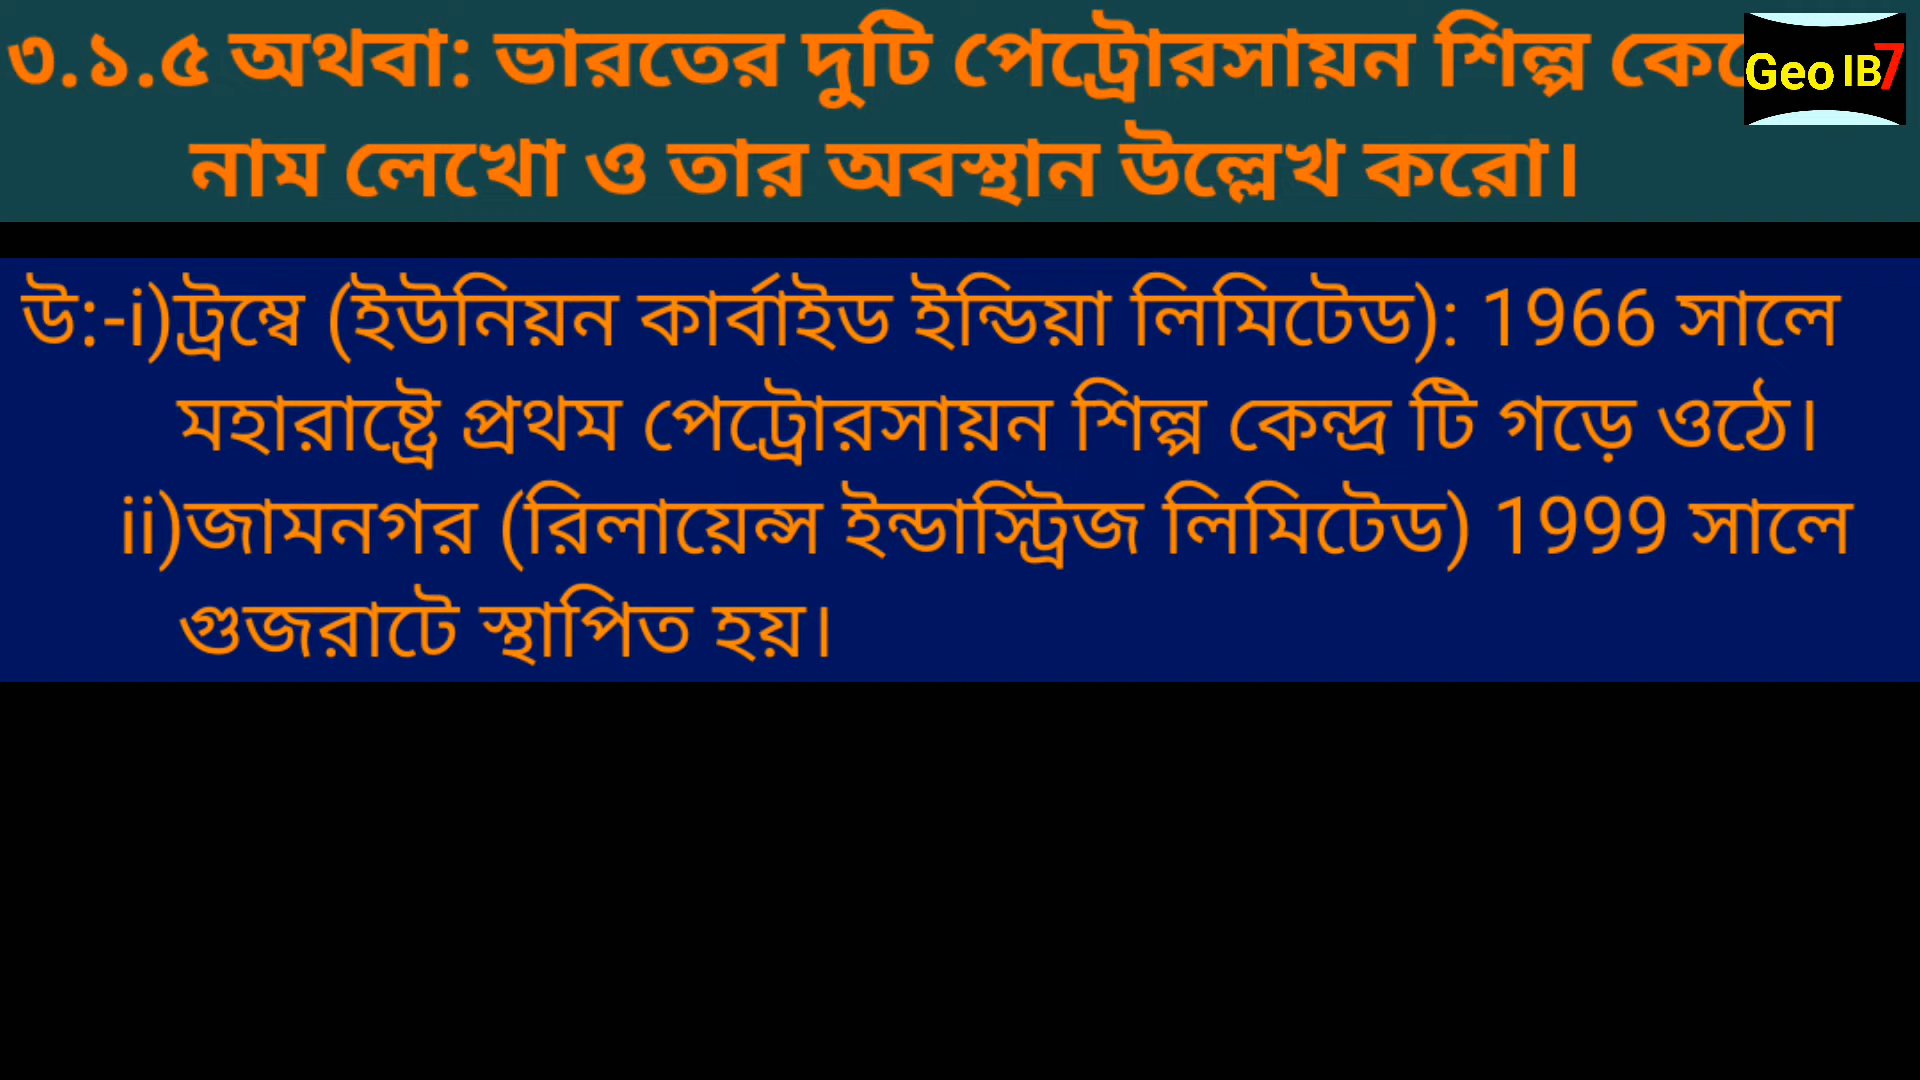 ৩.১.৫ অথবা: ভারতের দুটি পেট্রোরসায়ন শিল্প
Geo IB7
নাম লেখো ও তার অবস্থান উল্লেখ করো।
উ:-i)ট্রম্বে (ইউনিয়ন কার্বাইড ইন্ডিয়া লিমিটেড): 1966 সালে
মহারাষ্ট্রে প্রথম পেট্রোরসায়ন শিল্প কেন্দ্র টি গড়ে ওঠে।
ii)জামনগর (রিলায়েন্স ইন্ডাস্ট্রিজ লিমিটেড) 1999 সালে
গুজরাটে স্থাপিত হয়।